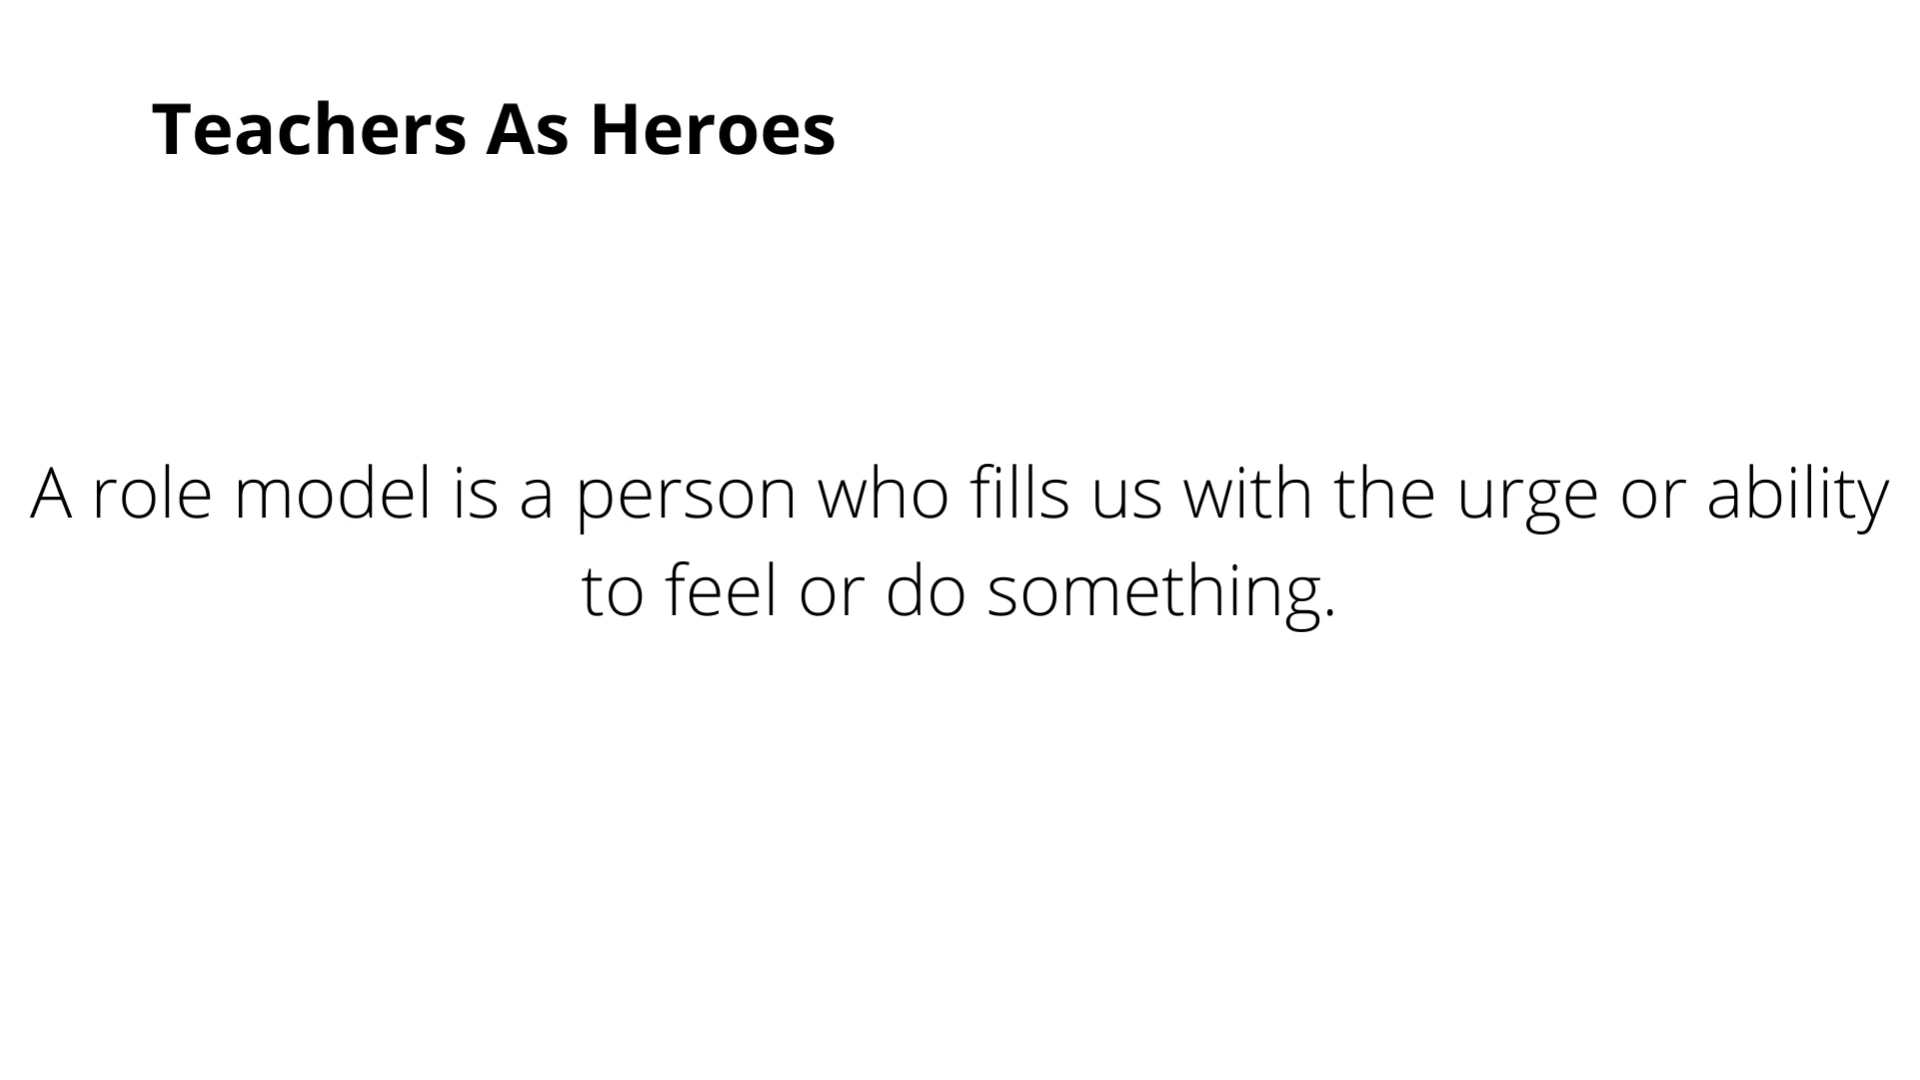 Teachers As Heroes
A role model is a person who fills us with the urge or ability
to feel or do something.